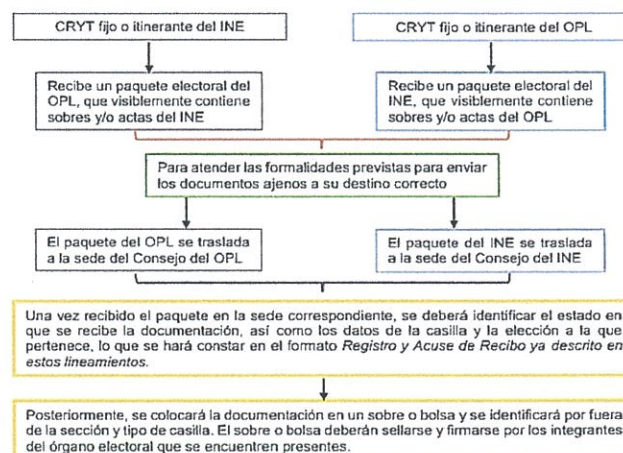 CRYT fijo o itinerante del INE
CRYT fijo o itinerante del OPL
Recibe un paquete electoral del
OPL, que visiblemente contiene
sobres y/o actas del INE
Recibe un paquete electoral del
INE, que visiblemente contiene
sobres y/o actas del OPL
Para atender las formalidades previstas para enviar
los documentos ajenos a su destino correcto
El paquete del OPL se traslada
a la sede del Consejo del OPL
El paquete del INE se traslada
a la sede del Consejo del INE
Una vez recibido el paquete en la sede correspondiente, se deberá identificar el estado en
que se recibe la documentación, así como los datos de la casilla y la elección a la que
pertenece, lo que se hará constar en el formato Registro y Acuse de Recibo ya descrito en
estos lineamientos.
Posteriormente, se colocará la documentación en un sobre o bolsa y se identificará por fuera
de la sección y tipo de casilla. El sobre o bolsa deberán sellarse y firmarse por los integrantes
del órgano electoral que se encuentren presentes.